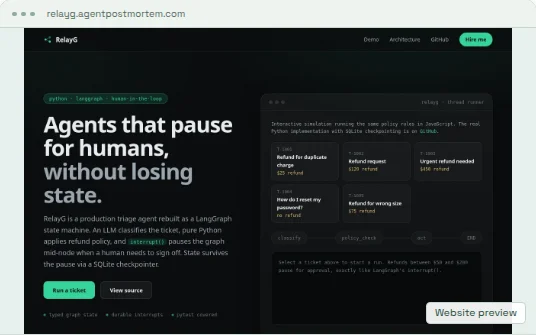 relayg.agentpostmortem.com
RelayG
Demo Architecture GitHub Hire me
python · langgraph · human-in-the-loop
Agents that pause
for humans,
without losing
state.
RelayG is a production triage agent rebuilt as a LangGraph
state machine. An LLM classifies the ticket, pure Python
applies refund policy, and interrupt() pauses the graph
mid-node when a human needs to sign off. State survives
the pause via a SQLite checkpointer.
Run a ticket View source
typed graph state durable interrupts pytest covered
relayg · thread runner
Interactive simulation running the same policy rules in JavaScript. The real
Python implementation with SQLite checkpointing is on GitHub.
Refund for duplicate
charge
$25 refund
Refund request
$120 refund
Urgent refund needed
refund
How do I reset my
password?
no refund
Refund for wrong size
$75 refund
classify policy_check act END
Select a ticket above to start a run. Refunds between $50 and $200
pause for approval, exactly like LangGraph's interrupt().
Website preview